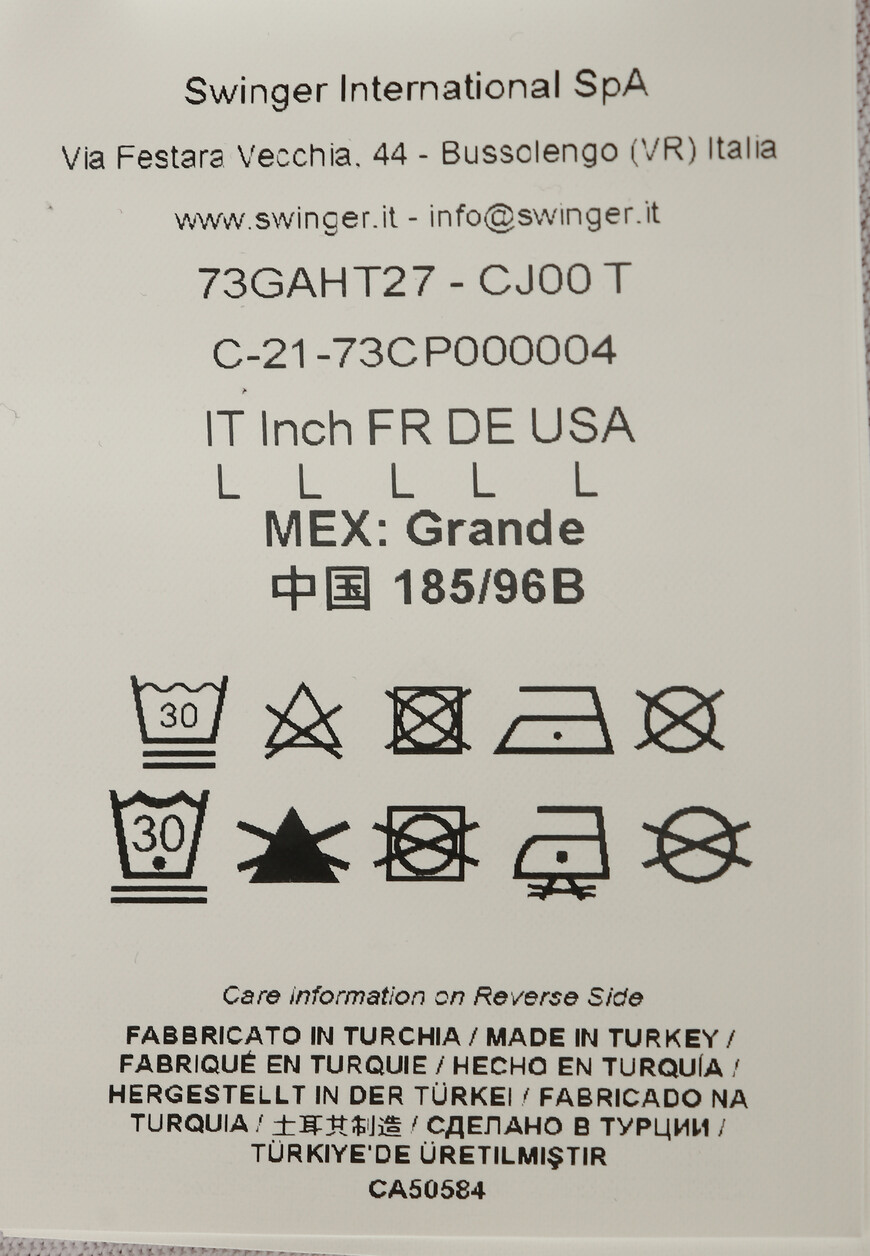 Swinger International SpA
Via Festara Vecchia, 44 - Bussolengo (VR) Italia
www.swinger.it - info@swinger.it
73GAHT27 - CJ00 T
C-21-73CP000004
IT Inch FR DE USA
L L L L L
MEX: Grande
中国 185/96B
30
30
Care information on Reverse Side
FABBRICATO IN TURCHIA / MADE IN TURKEY /
FABRIQUÉ EN TURQUIE / HECHO EN TURQUÍA /
HERGESTELLT IN DER TÜRKEI / FABRICADO NA
TURQUIA / 土耳其制造 / СДЕЛАНО В ТУРЦИИ /
TÜRKIYE'DE ÜRETILMIŞTIR
CA50584